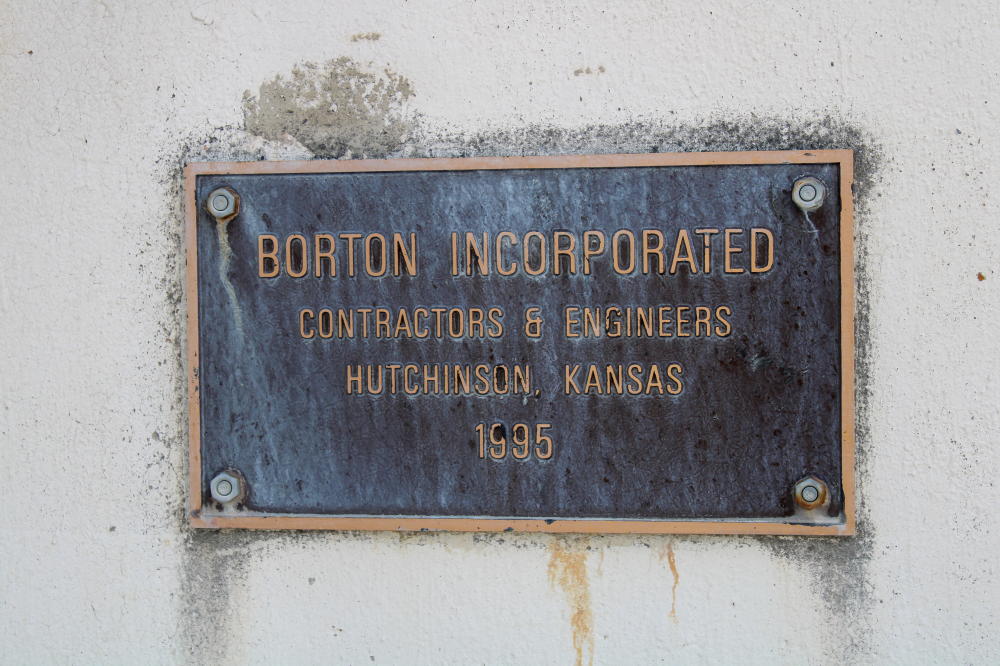 BORTON INCORPORATED
CONTRACTORS & ENGINEERS
HUTCHINSON, KANSAS
1995